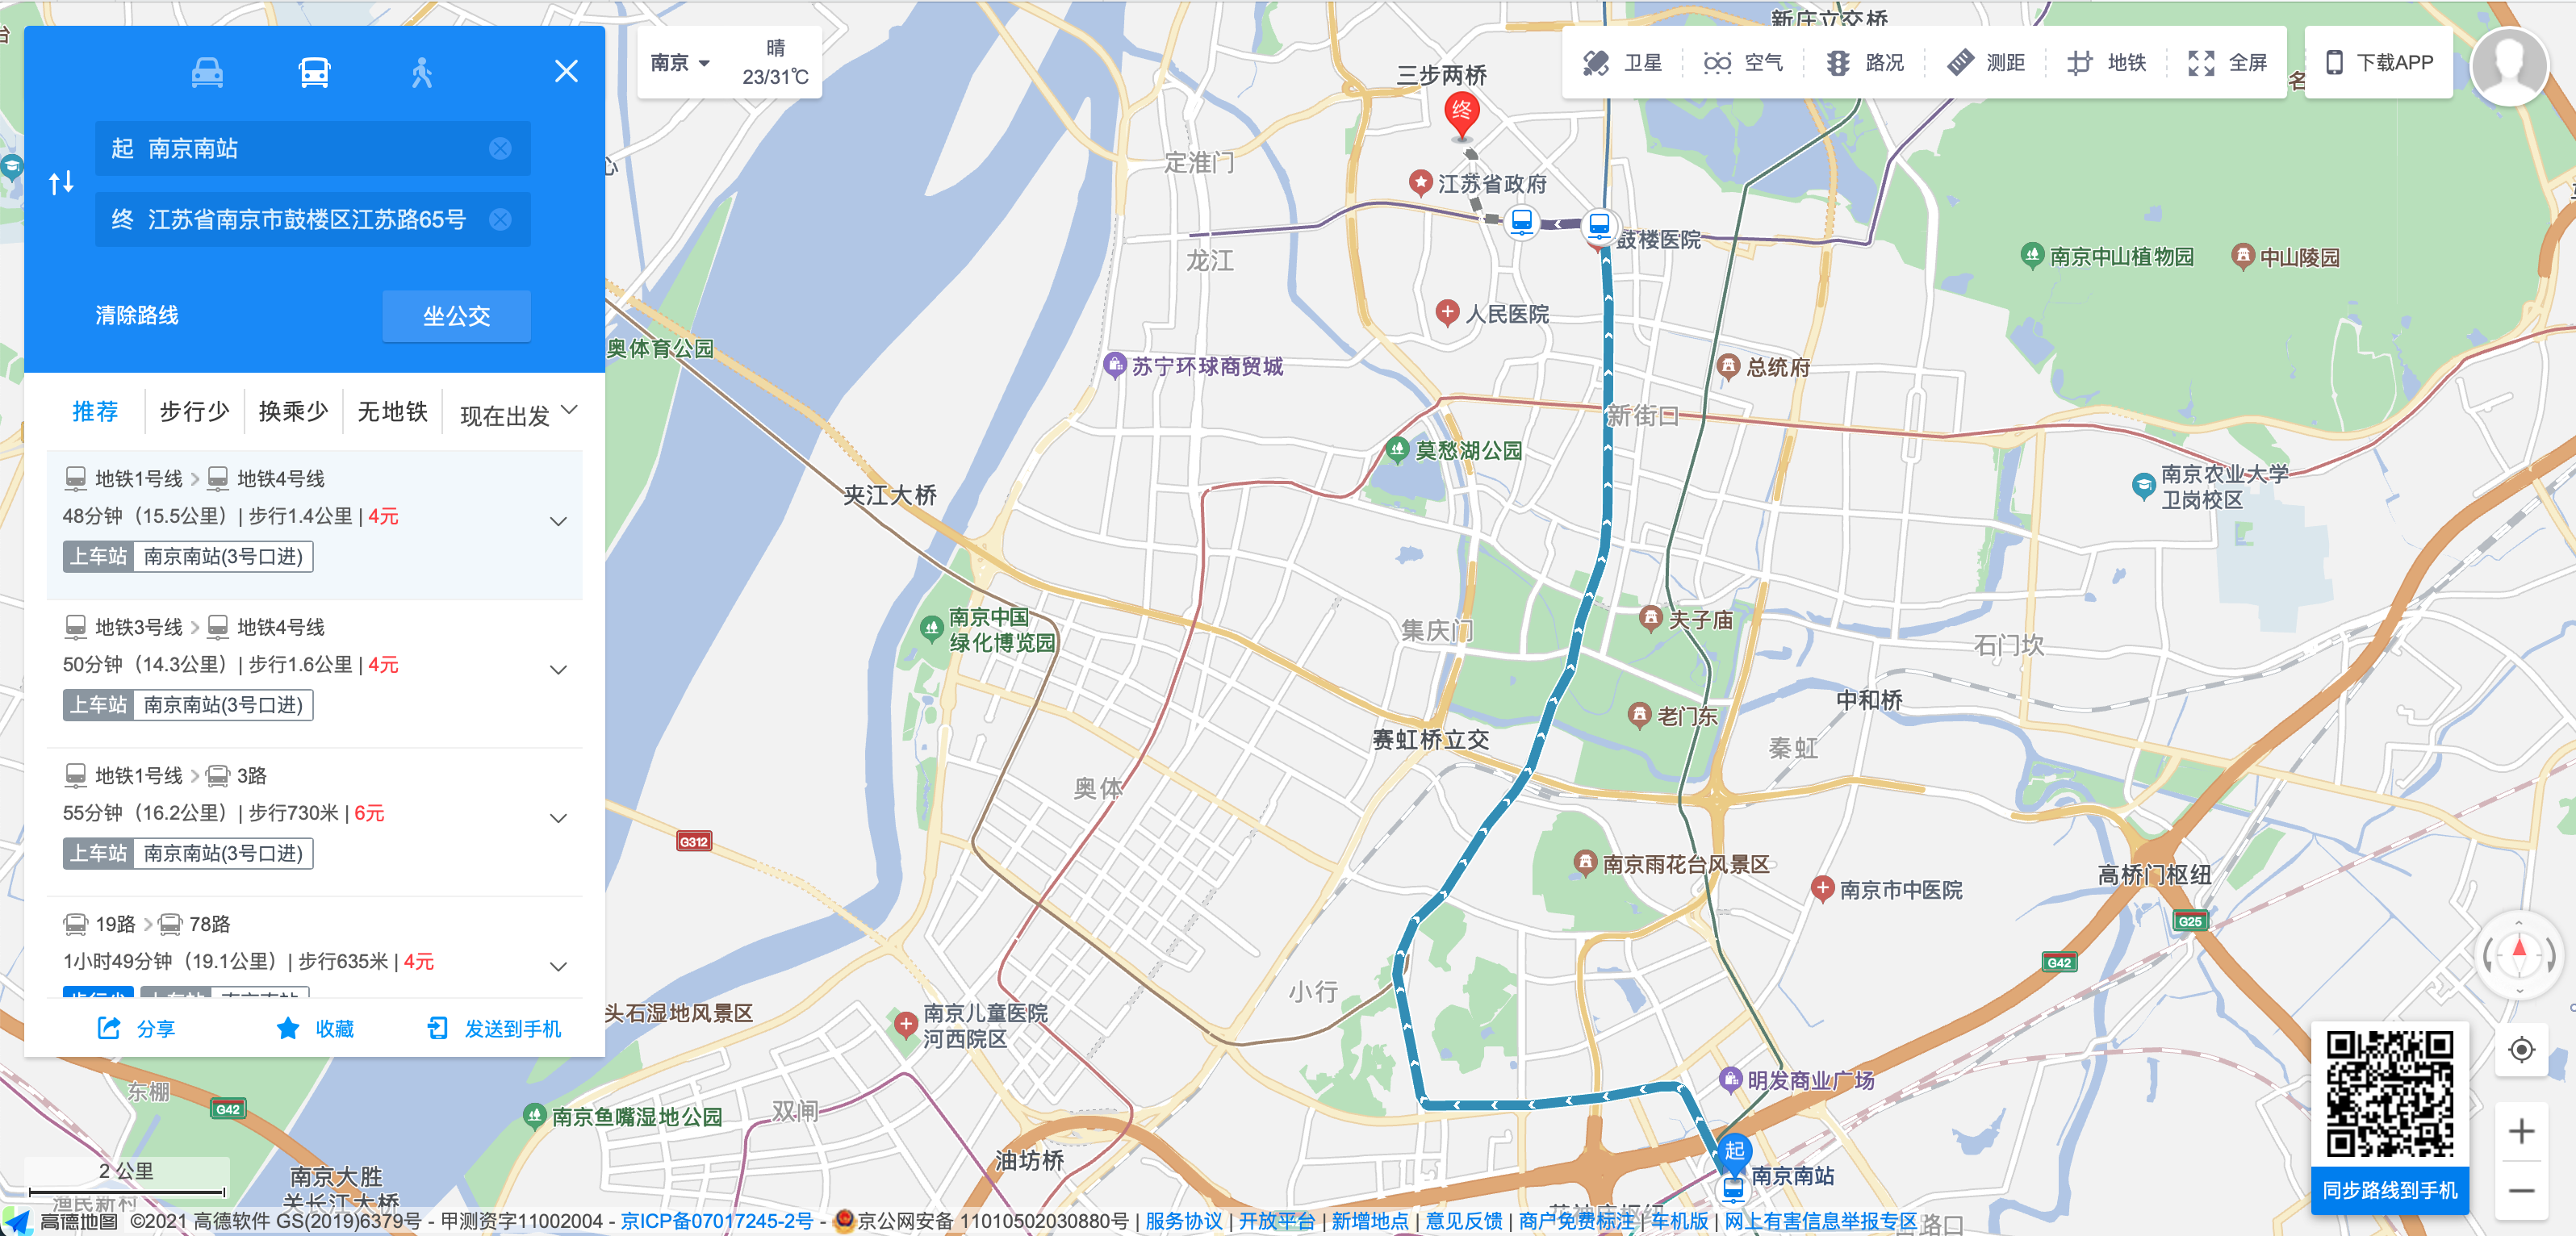 起 南京南站
终 江苏省南京市鼓楼区江苏路65号
清除路线
坐公交
推荐
步行少
换乘少
无地铁
现在出发
地铁1号线 > 地铁4号线
48分钟（15.5公里）| 步行1.4公里 | 4元
上车站 南京南站(3号口进)
地铁3号线 > 地铁4号线
50分钟（14.3公里）| 步行1.6公里 | 4元
上车站 南京南站(3号口进)
地铁1号线 > 3路
55分钟（16.2公里）| 步行730米 | 6元
上车站 南京南站(3号口进)
19路 > 78路
1小时49分钟（19.1公里）| 步行635米 | 4元
分享
收藏
发送到手机
南京
晴
23/31℃
卫星
空气
路况
测距
地铁
全屏
下载APP
新庄立交桥
三步两桥
终
定淮门
江苏省政府
鼓楼医院
龙江
南京中山植物园
中山陵园
人民医院
奥体育公园
苏宁环球商贸城
总统府
新街口
莫愁湖公园
南京农业大学
卫岗校区
夹江大桥
南京中国
绿化博览园
集庆门
夫子庙
石门坎
中和桥
老门东
赛虹桥立交
秦虹
奥体
G312
南京雨花台风景区
高桥门枢纽
南京市中医院
G25
G42
小行
头石湿地风景区
南京儿童医院
河西院区
明发商业广场
东棚
G42
南京鱼嘴湿地公园
双闸
起
南京南站
油坊桥
南京大胜
关长江大桥
2 公里
渔民新村
同步路线到手机
高德地图
©2021 高德软件 GS(2019)6379号 - 甲测资字11002004 - 京ICP备07017245-2号 - 京公网安备 11010502030880号 | 服务协议 | 开放平台 | 新增地点 | 意见反馈 | 商户免费标注 | 车机版 | 网上有害信息举报专区